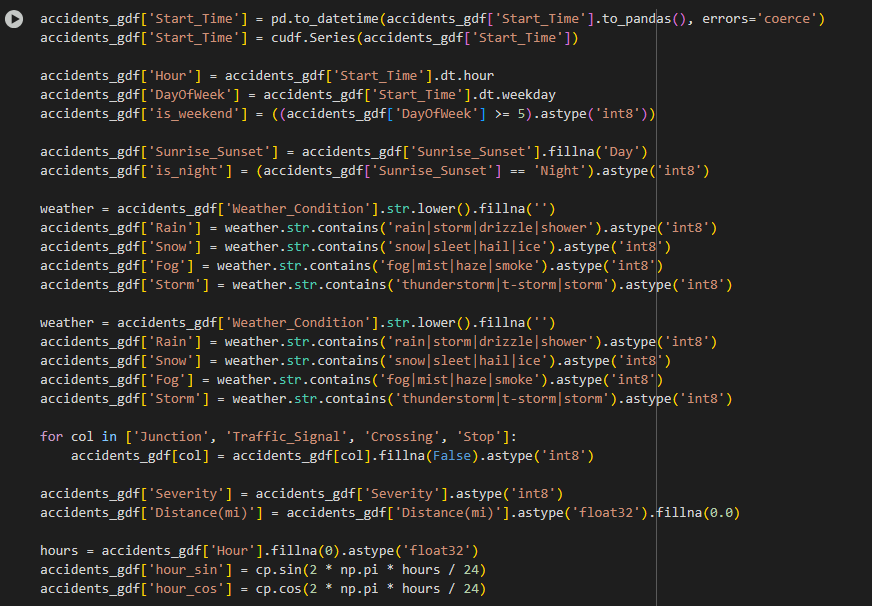 accidents_gdf['Start_Time'] = pd.to_datetime(accidents_gdf['Start_Time'].to_pandas(), errors='coerce')
accidents_gdf['Start_Time'] = cudf.Series(accidents_gdf['Start_Time'])
accidents_gdf['Hour'] = accidents_gdf['Start_Time'].dt.hour
accidents_gdf['DayOfWeek'] = accidents_gdf['Start_Time'].dt.weekday
accidents_gdf['is_weekend'] = ((accidents_gdf['DayOfWeek'] >= 5).astype('int8'))
accidents_gdf['Sunrise_Sunset'] = accidents_gdf['Sunrise_Sunset'].fillna('Day')
accidents_gdf['is_night'] = (accidents_gdf['Sunrise_Sunset'] == 'Night').astype('int8')
weather = accidents_gdf['Weather_Condition'].str.lower().fillna('')
accidents_gdf['Rain'] = weather.str.contains('rain|storm|drizzle|shower').astype('int8')
accidents_gdf['Snow'] = weather.str.contains('snow|sleet|hail|ice').astype('int8')
accidents_gdf['Fog'] = weather.str.contains('fog|mist|haze|smoke').astype('int8')
accidents_gdf['Storm'] = weather.str.contains('thunderstorm|t-storm|storm').astype('int8')
weather = accidents_gdf['Weather_Condition'].str.lower().fillna('')
accidents_gdf['Rain'] = weather.str.contains('rain|storm|drizzle|shower').astype('int8')
accidents_gdf['Snow'] = weather.str.contains('snow|sleet|hail|ice').astype('int8')
accidents_gdf['Fog'] = weather.str.contains('fog|mist|haze|smoke').astype('int8')
accidents_gdf['Storm'] = weather.str.contains('thunderstorm|t-storm|storm').astype('int8')
for col in ['Junction', 'Traffic_Signal', 'Crossing', 'Stop']:
    accidents_gdf[col] = accidents_gdf[col].fillna(False).astype('int8')
accidents_gdf['Severity'] = accidents_gdf['Severity'].astype('int8')
accidents_gdf['Distance(mi)'] = accidents_gdf['Distance(mi)'].astype('float32').fillna(0.0)
hours = accidents_gdf['Hour'].fillna(0).astype('float32')
accidents_gdf['hour_sin'] = cp.sin(2 * np.pi * hours / 24)
accidents_gdf['hour_cos'] = cp.cos(2 * np.pi * hours / 24)